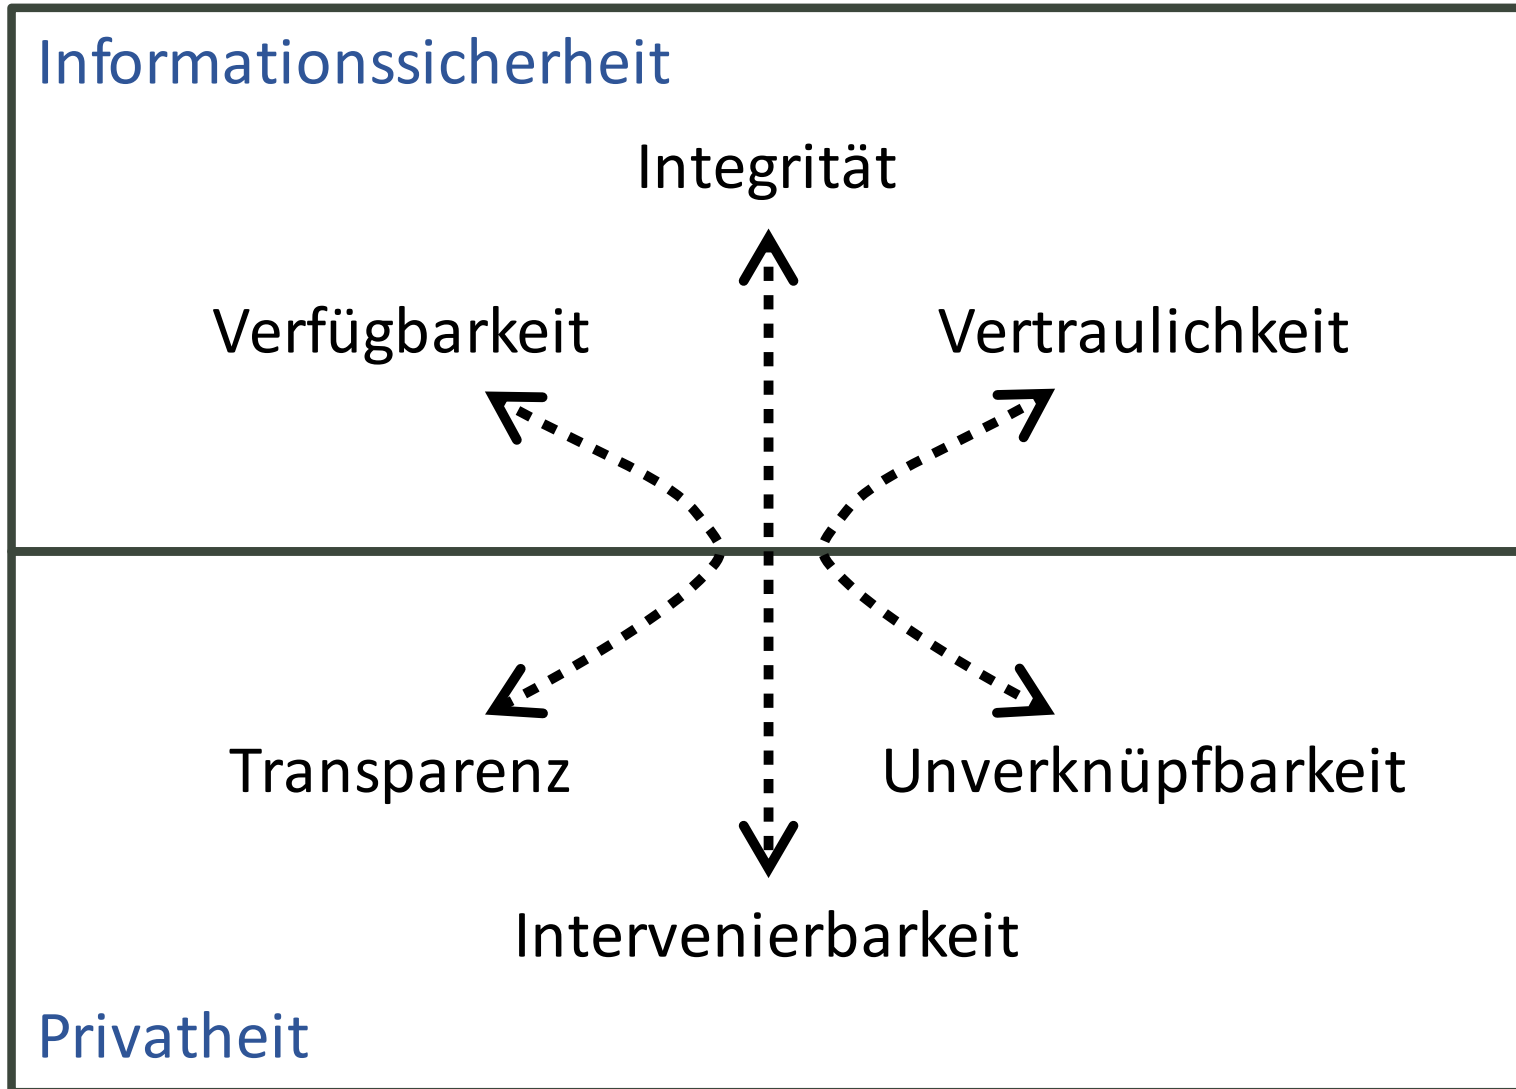 Informationssicherheit
Integrität
Verfügbarkeit
Vertraulichkeit
Transparenz
Unverknüpfbarkeit
Intervenierbarkeit
Privatheit